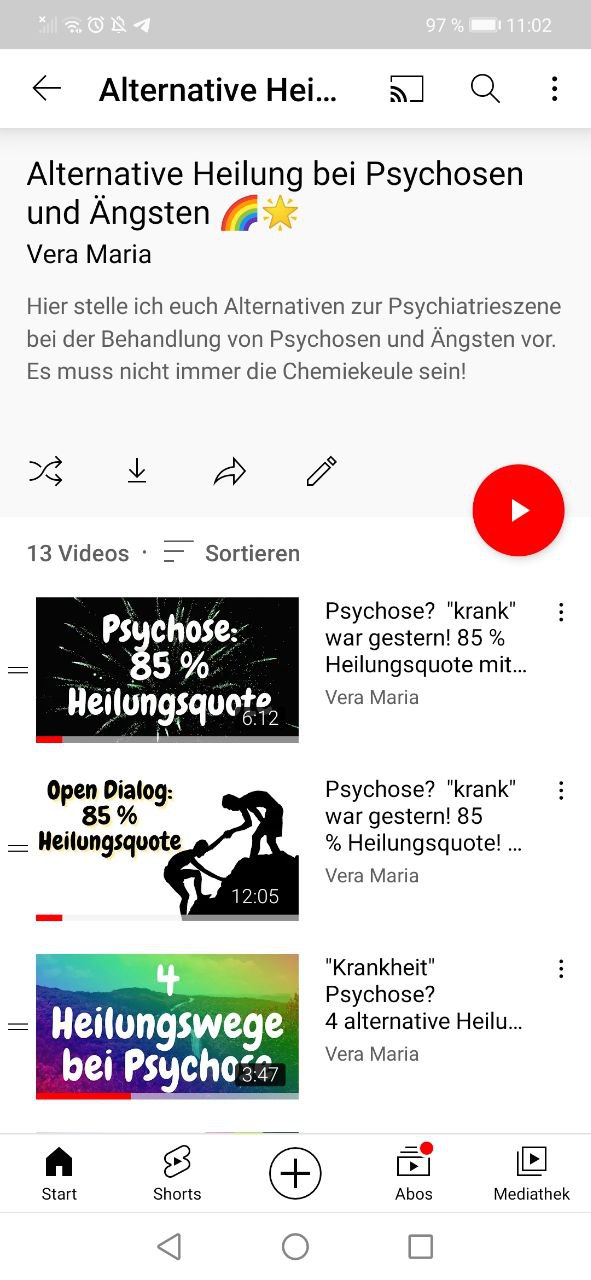 97 % 11:02
Alternative Hei...
Alternative Heilung bei Psychosen
und Ängsten
Vera Maria
Hier stelle ich euch Alternativen zur Psychiatrieszene
bei der Behandlung von Psychosen und Ängsten vor.
Es muss nicht immer die Chemiekeule sein!
13 Videos · Sortieren
Psychose:
85 %
Heilungsquote
6:12
Psychose? "krank"
war gestern! 85 %
Heilungsquote mit...
Vera Maria
Open Dialog:
85 %
Heilungsquote
12:05
Psychose? "krank"
war gestern! 85
% Heilungsquote! ...
Vera Maria
4
Heilungswege
bei Psychose
3:47
"Krankheit"
Psychose?
4 alternative Heilu...
Vera Maria
Start Shorts Abos Mediathek